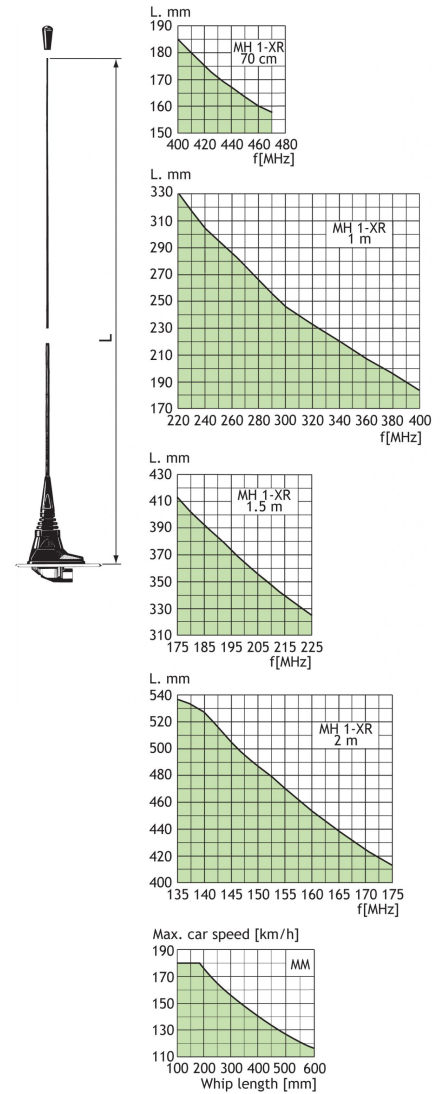 L. mm
190
180
170
160
150
MH 1-XR
70 cm
400 420 440 460 480
f[MHz]
L. mm
330
310
290
270
250
230
210
190
170
MH 1-XR
1 m
220 240 260 280 300 320 340 360 380 400
f[MHz]
L
L. mm
430
410
390
370
350
330
310
MH 1-XR
1.5 m
175 185 195 205 215 225
f[MHz]
L. mm
540
520
500
480
460
440
420
400
MH 1-XR
2 m
135 140 145 150 155 160 165 170 175
f[MHz]
Max. car speed [km/h]
190
170
150
130
110
MM
100 200 300 400 500 600
Whip length [mm]